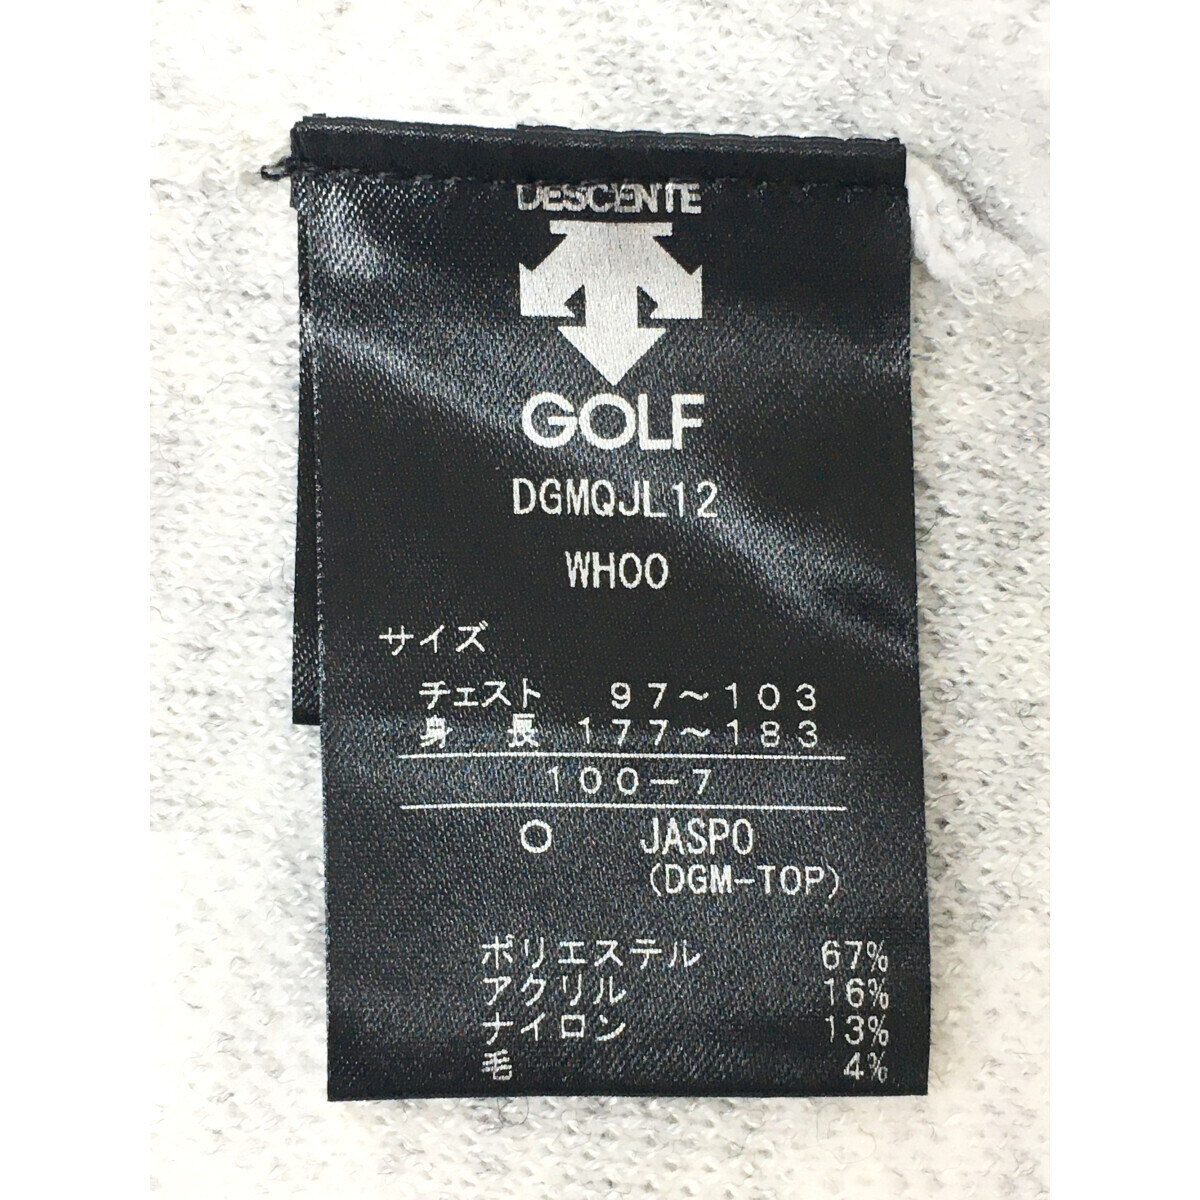 DESCENTE
GOLF
DGMQJL12
WH00
サイズ
チェスト 97～103
身 長 177～183
100-7
O JASPO
(DGM-TOP)
ポリエステル 67%
アクリル 16%
ナイロン 13%
毛 4%